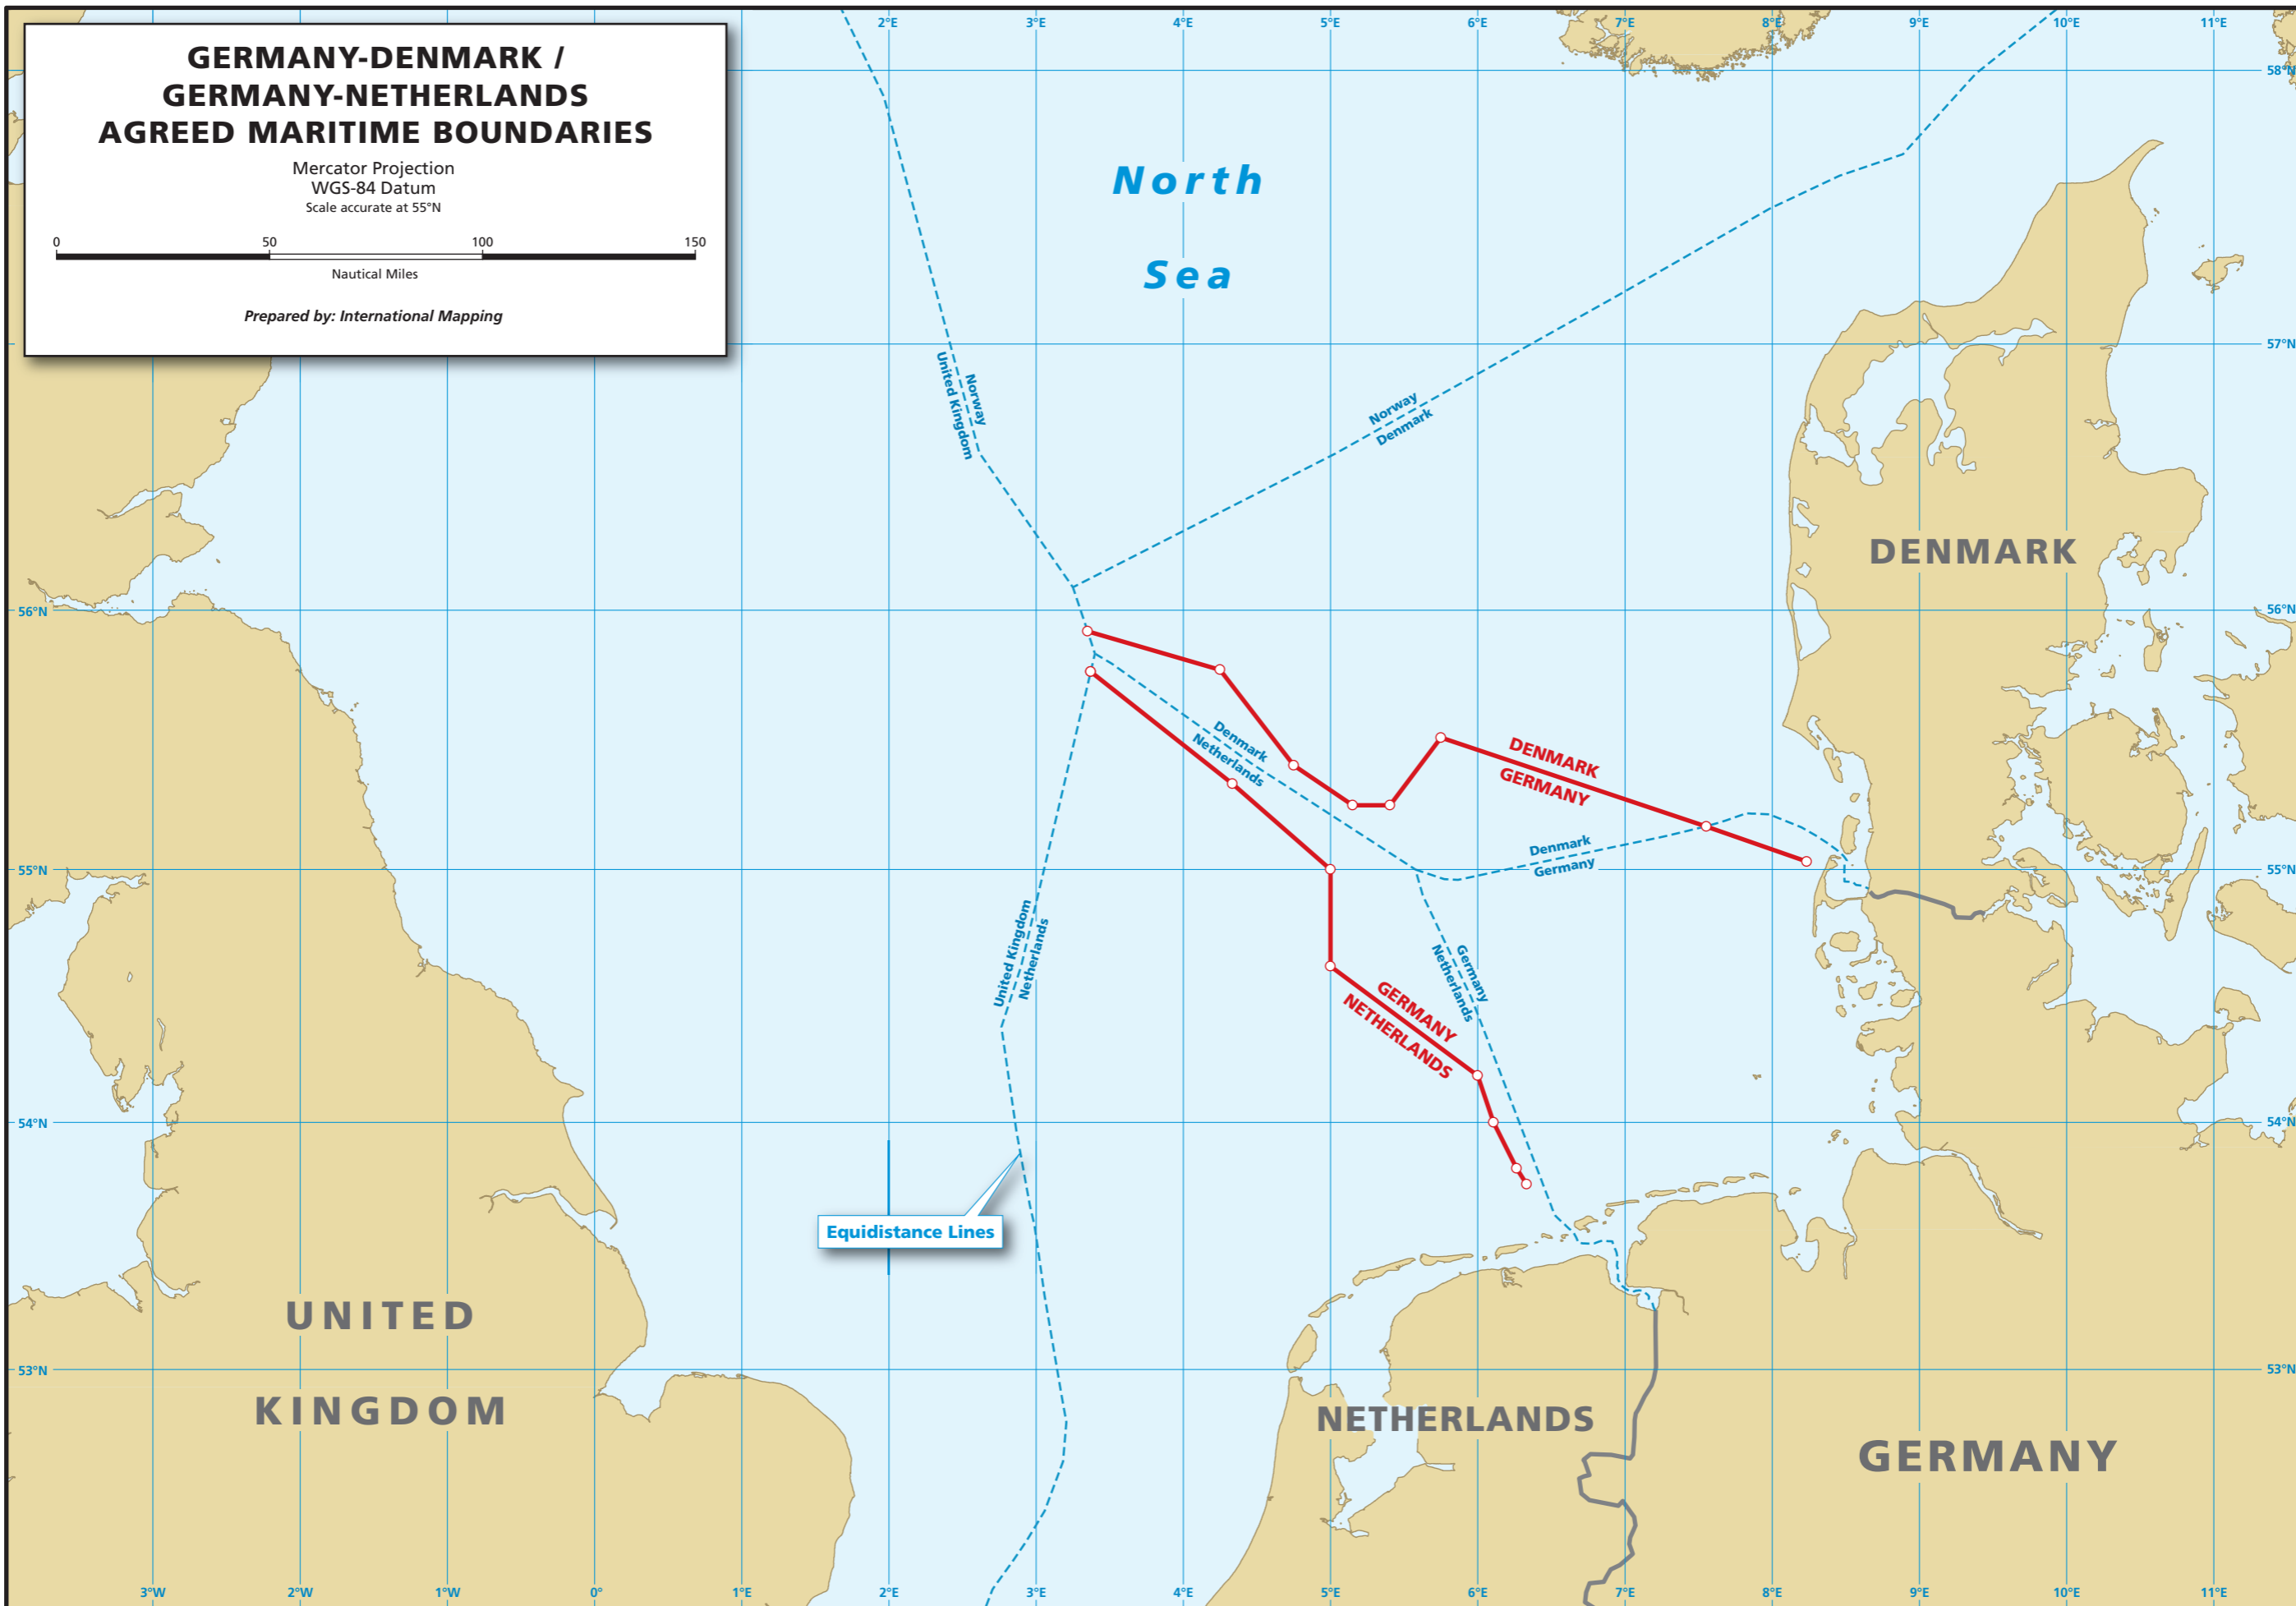 GERMANY-DENMARK /
GERMANY-NETHERLANDS
AGREED MARITIME BOUNDARIES
Mercator Projection
WGS-84 Datum
Scale accurate at 55°N
0 50 100 150
Nautical Miles
Prepared by: International Mapping
2°E 3°E 4°E 5°E 6°E 7°E 8°E 9°E 10°E 11°E
58°N
North
Sea
57°N
Norway
United Kingdom
Norway
Denmark
DENMARK
56°N 56°N
Denmark
Netherlands
DENMARK
GERMANY
Denmark
Germany
55°N 55°N
United Kingdom
Netherlands
Germany
Netherlands
GERMANY
NETHERLANDS
54°N 54°N
Equidistance Lines
UNITED
KINGDOM
53°N 53°N
NETHERLANDS
GERMANY
3°W 2°W 1°W 0° 1°E 2°E 3°E 4°E 5°E 6°E 7°E 8°E 9°E 10°E 11°E